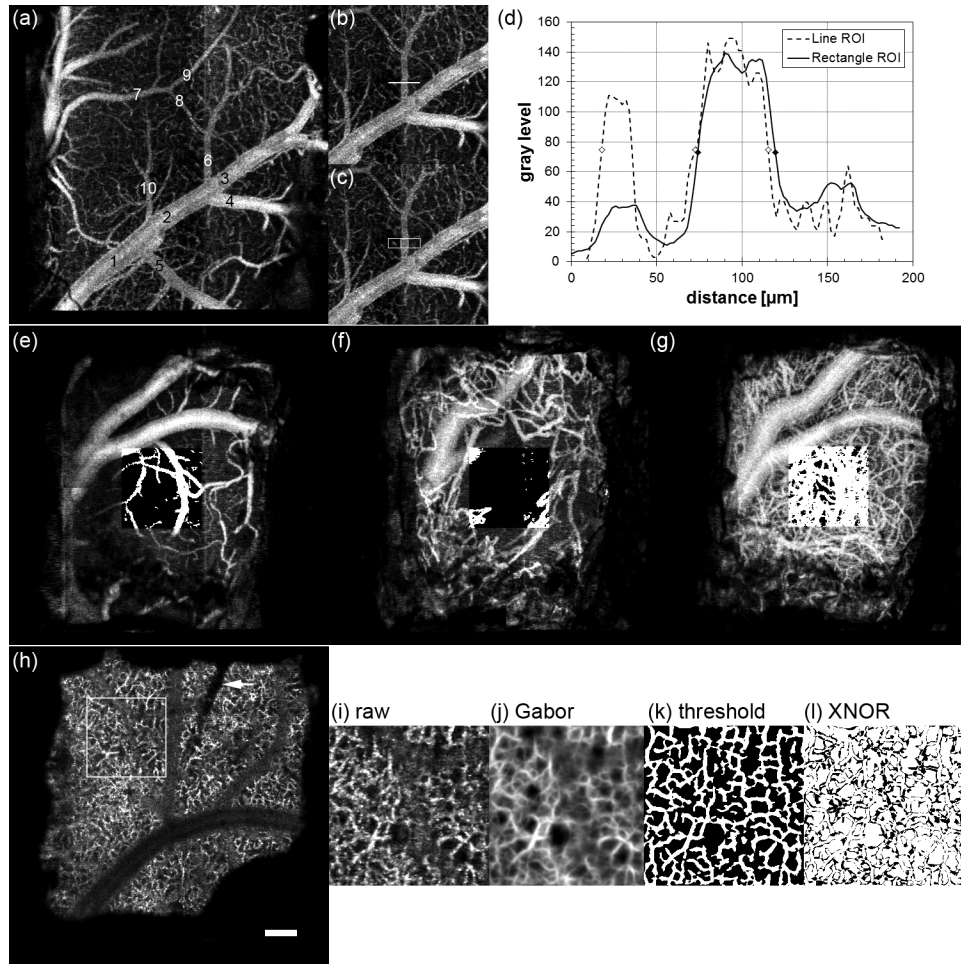 (a)
9
7
8
6
3
10
4
2
1
5
(b)
(c)
(d)
160
140
120
100
80
60
40
20
0
gray level
Line ROI
Rectangle ROI
0 50 100 150 200
distance [µm]
(e)
(f)
(g)
(h)
(i) raw
(j) Gabor
(k) threshold
(l) XNOR